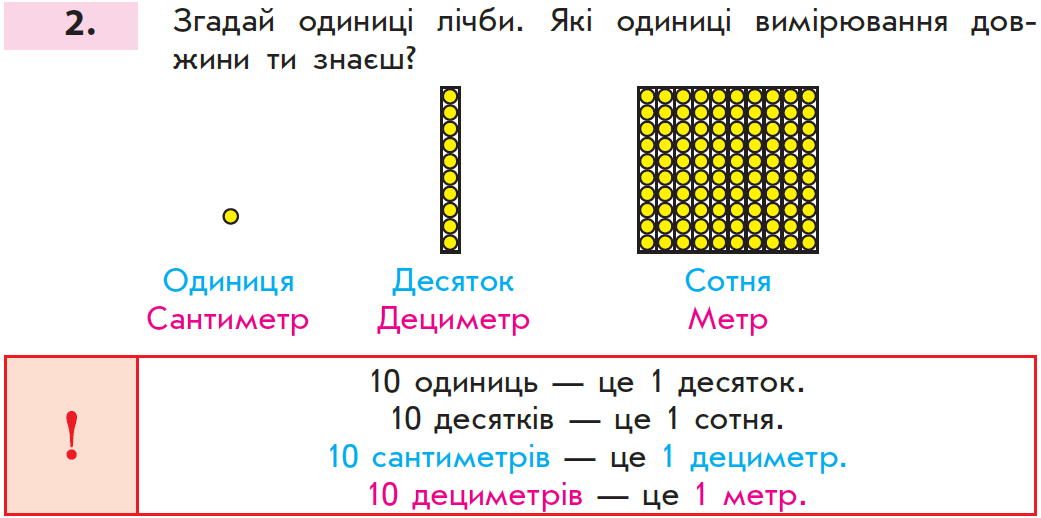 2. Згадай одиниці лічби. Які одиниці вимірювання дов-
жини ти знаєш?
Одиниця Десяток Сотня
Сантиметр Дециметр Метр
! 10 одиниць — це 1 десяток.
10 десятків — це 1 сотня.
10 сантиметрів — це 1 дециметр.
10 дециметрів — це 1 метр.